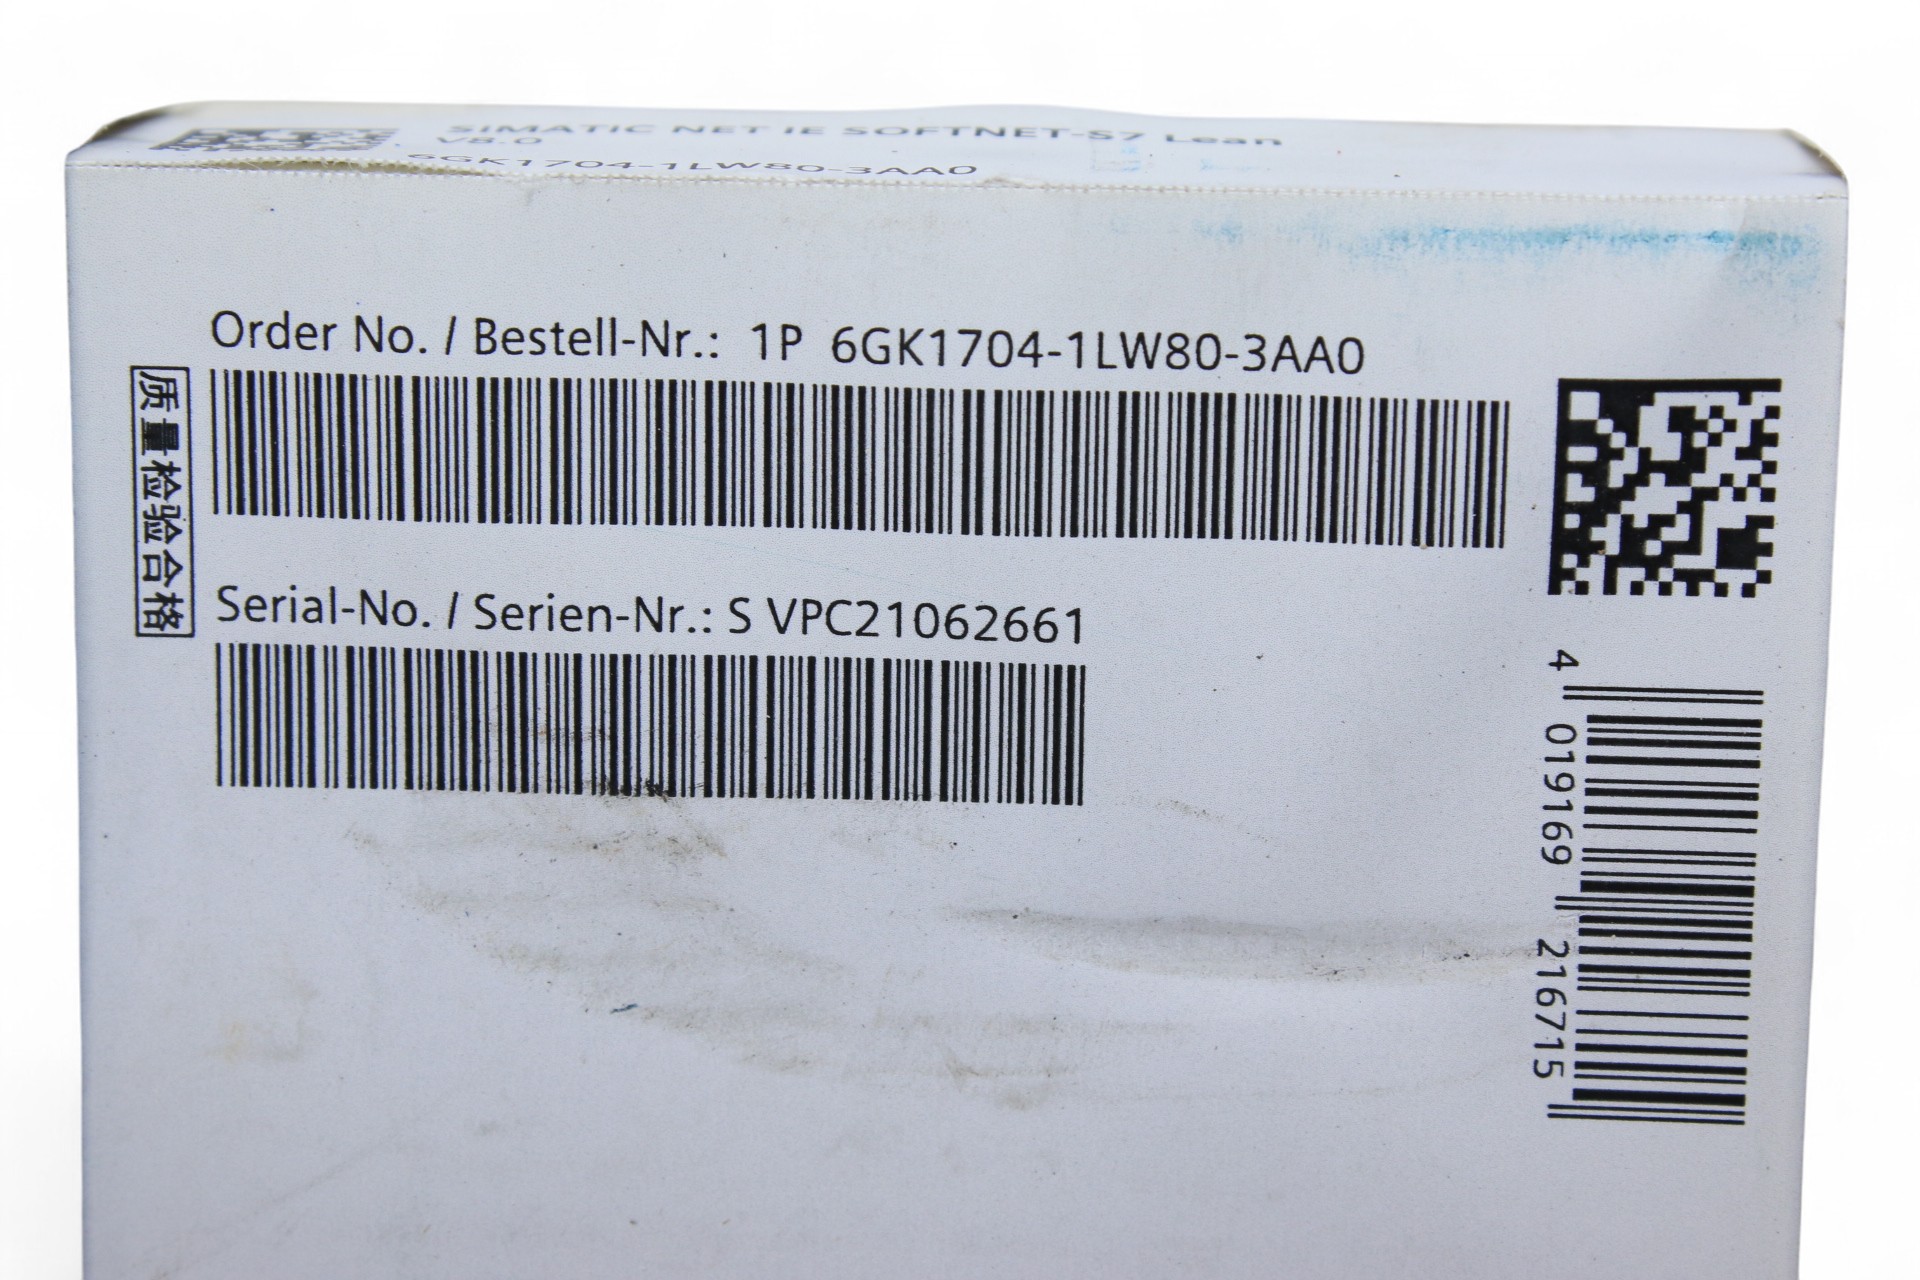 SIMATIC NET IE SOFTNET-S7 Lean
V8.0
6GK1704-1LW80-3AA0
Order No. / Bestell-Nr.: 1P 6GK1704-1LW80-3AA0
质量检验合格
Serial-No. / Serien-Nr.: S VPC21062661
4 019169 216715